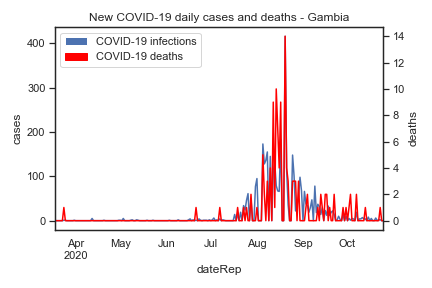 New COVID-19 daily cases and deaths - Gambia
COVID-19 infections
COVID-19 deaths
400
300
200
100
0
cases
14
12
10
8
6
4
2
0
deaths
Apr May Jun Jul Aug Sep Oct
2020
dateRep